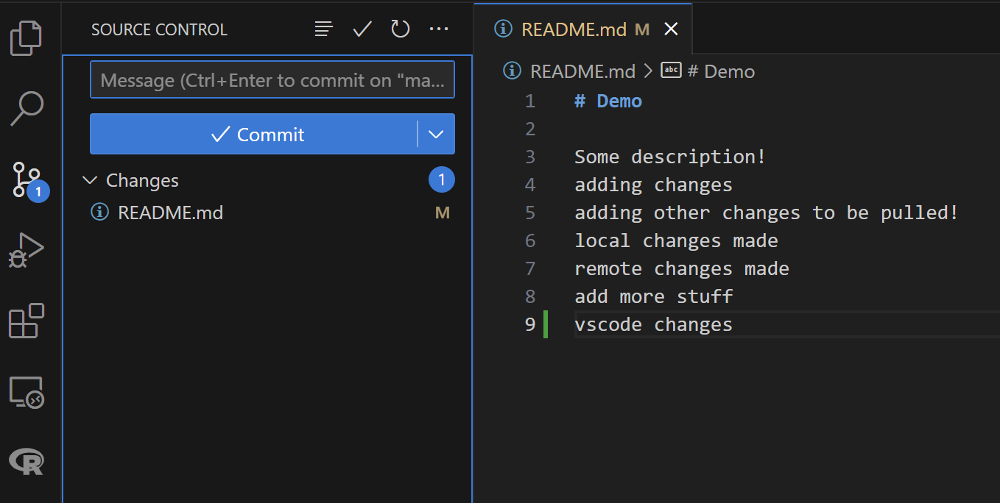 SOURCE CONTROL
Message (Ctrl+Enter to commit on "ma...
Commit
Changes 1
README.md M
1
R
README.md M
README.md > # Demo
1 # Demo
2
3 Some description!
4 adding changes
5 adding other changes to be pulled!
6 local changes made
7 remote changes made
8 add more stuff
9 vscode changes